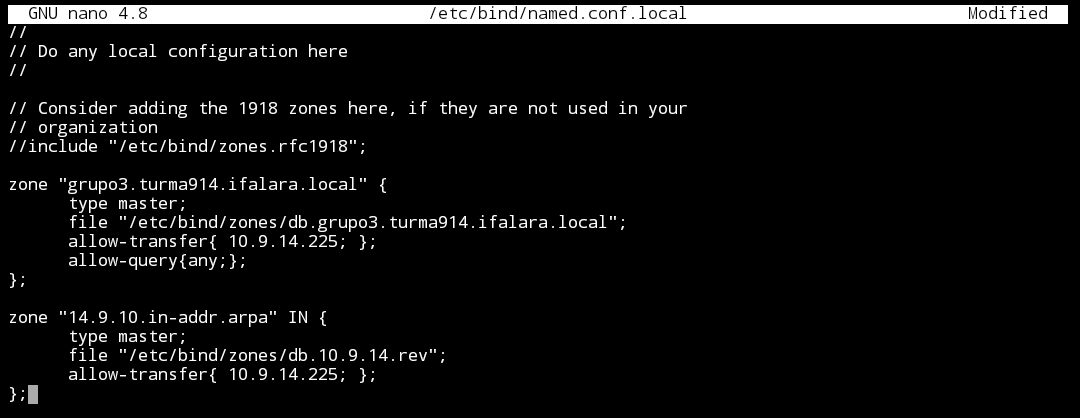 GNU nano 4.8 /etc/bind/named.conf.local Modified
//
// Do any local configuration here
//
// Consider adding the 1918 zones here, if they are not used in your
// organization
//include "/etc/bind/zones.rfc1918";
zone "grupo3.turma914.ifalara.local" {
type master;
file "/etc/bind/zones/db.grupo3.turma914.ifalara.local";
allow-transfer{ 10.9.14.225; };
allow-query{any;};
};
zone "14.9.10.in-addr.arpa" IN {
type master;
file "/etc/bind/zones/db.10.9.14.rev";
allow-transfer{ 10.9.14.225; };
};